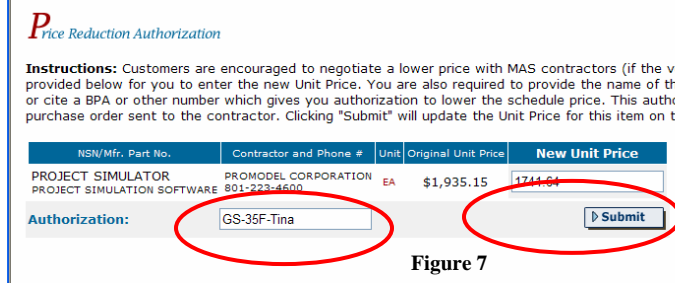 Price Reduction Authorization
Instructions: Customers are encouraged to negotiate a lower price with MAS contractors (if the v
provided below for you to enter the new Unit Price. You are also required to provide the name of th
or cite a BPA or other number which gives you authorization to lower the schedule price. This autho
purchase order sent to the contractor. Clicking "Submit" will update the Unit Price for this item on t
NSN/Mfr. Part No. Contractor and Phone # Unit Original Unit Price New Unit Price
PROJECT SIMULATOR PROMODEL CORPORATION EA $1,935.15 1741.64
PROJECT SIMULATION SOFTWARE 801-223-4600
Authorization: GS-35F-Tina Submit
Figure 7